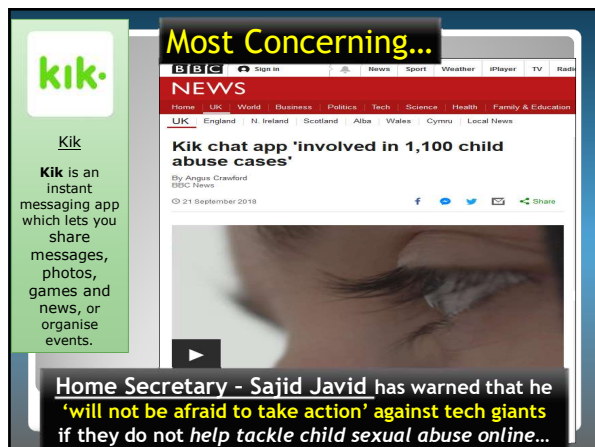 Most Concerning…
kik·
Kik
Kik is an
instant
messaging app
which lets you
share
messages,
photos,
games and
news, or
organise
events.
BBC Sign in News Sport Weather iPlayer TV Radi
NEWS
Home UK World Business Politics Tech Science Health Family & Education
UK England N. Ireland Scotland Alba Wales Cymru Local News
Kik chat app 'involved in 1,100 child
abuse cases'
By Angus Crawford
BBC News
21 September 2018 Share
Home Secretary – Sajid Javid has warned that he
‘will not be afraid to take action’ against tech giants
if they do not help tackle child sexual abuse online…